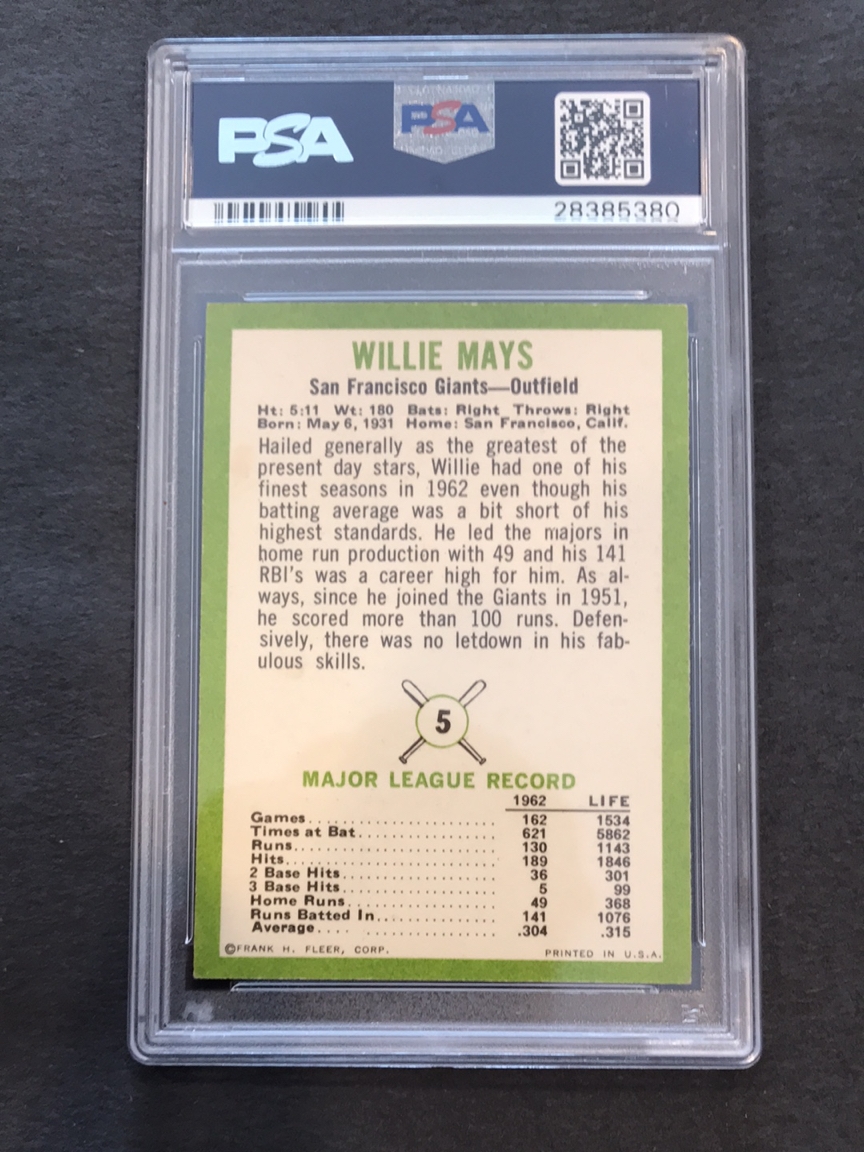 PSA
PSA
28385380
WILLIE MAYS
San Francisco Giants—Outfield
Ht: 5:11 Wt: 180 Bats: Right Throws: Right
Born: May 6, 1931 Home: San Francisco, Calif.
Hailed generally as the greatest of the
present day stars, Willie had one of his
finest seasons in 1962 even though his
batting average was a bit short of his
highest standards. He led the majors in
home run production with 49 and his 141
RBI's was a career high for him. As al-
ways, since he joined the Giants in 1951,
he scored more than 100 runs. Defen-
sively, there was no letdown in his fab-
ulous skills.
5
MAJOR LEAGUE RECORD
1962 LIFE
Games........................ 162 1534
Times at Bat.................. 621 5862
Runs......................... 130 1143
Hits.......................... 189 1846
2 Base Hits.................... 36 301
3 Base Hits.................... 5 99
Home Runs................... 49 368
Runs Batted In............... 141 1076
Average.... ................ .304 .315
©FRANK H. FLEER, CORP. PRINTED IN U.S.A.